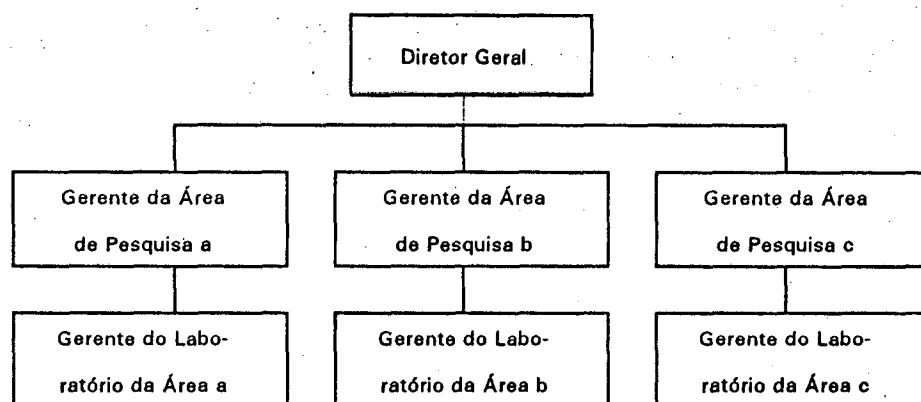 Diretor Geral
Gerente da Área
de Pesquisa a
Gerente da Área
de Pesquisa b
Gerente da Área
de Pesquisa c
Gerente do Labo-
ratório da Área a
Gerente do Labo-
ratório da Área b
Gerente do Labo-
ratório da Área c